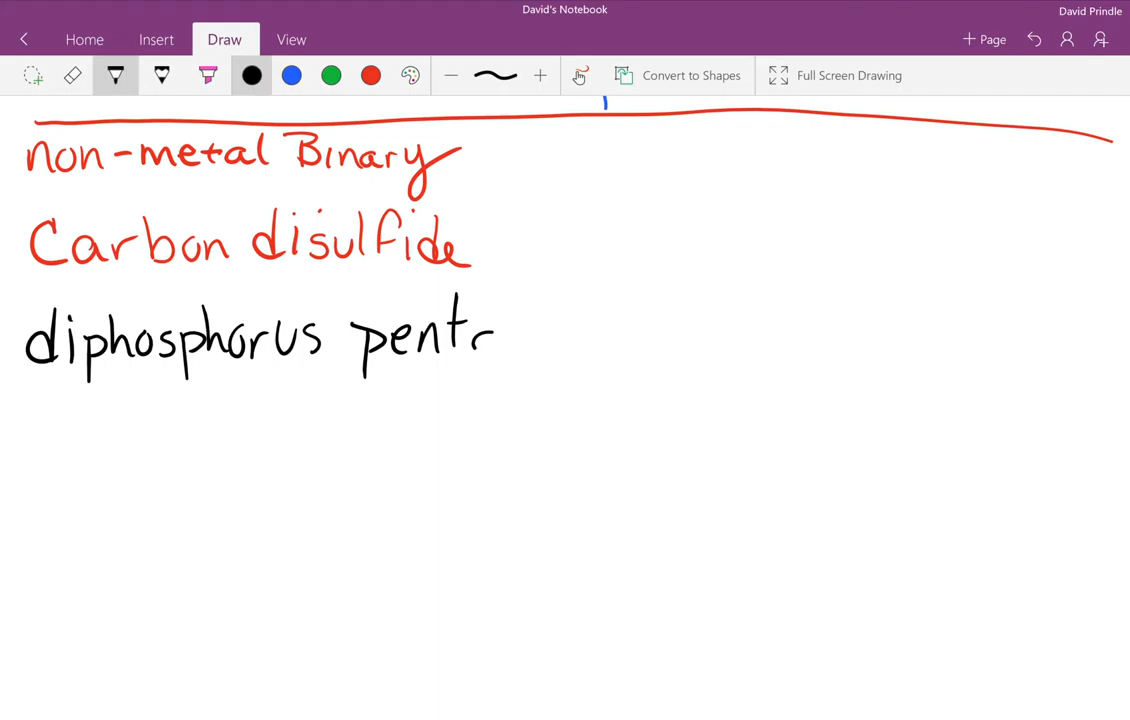 David's Notebook
David Prindle
Home Insert Draw View
+ Page
Convert to Shapes Full Screen Drawing
non-metal Binary
Carbon disulfide
diphosphorus pent